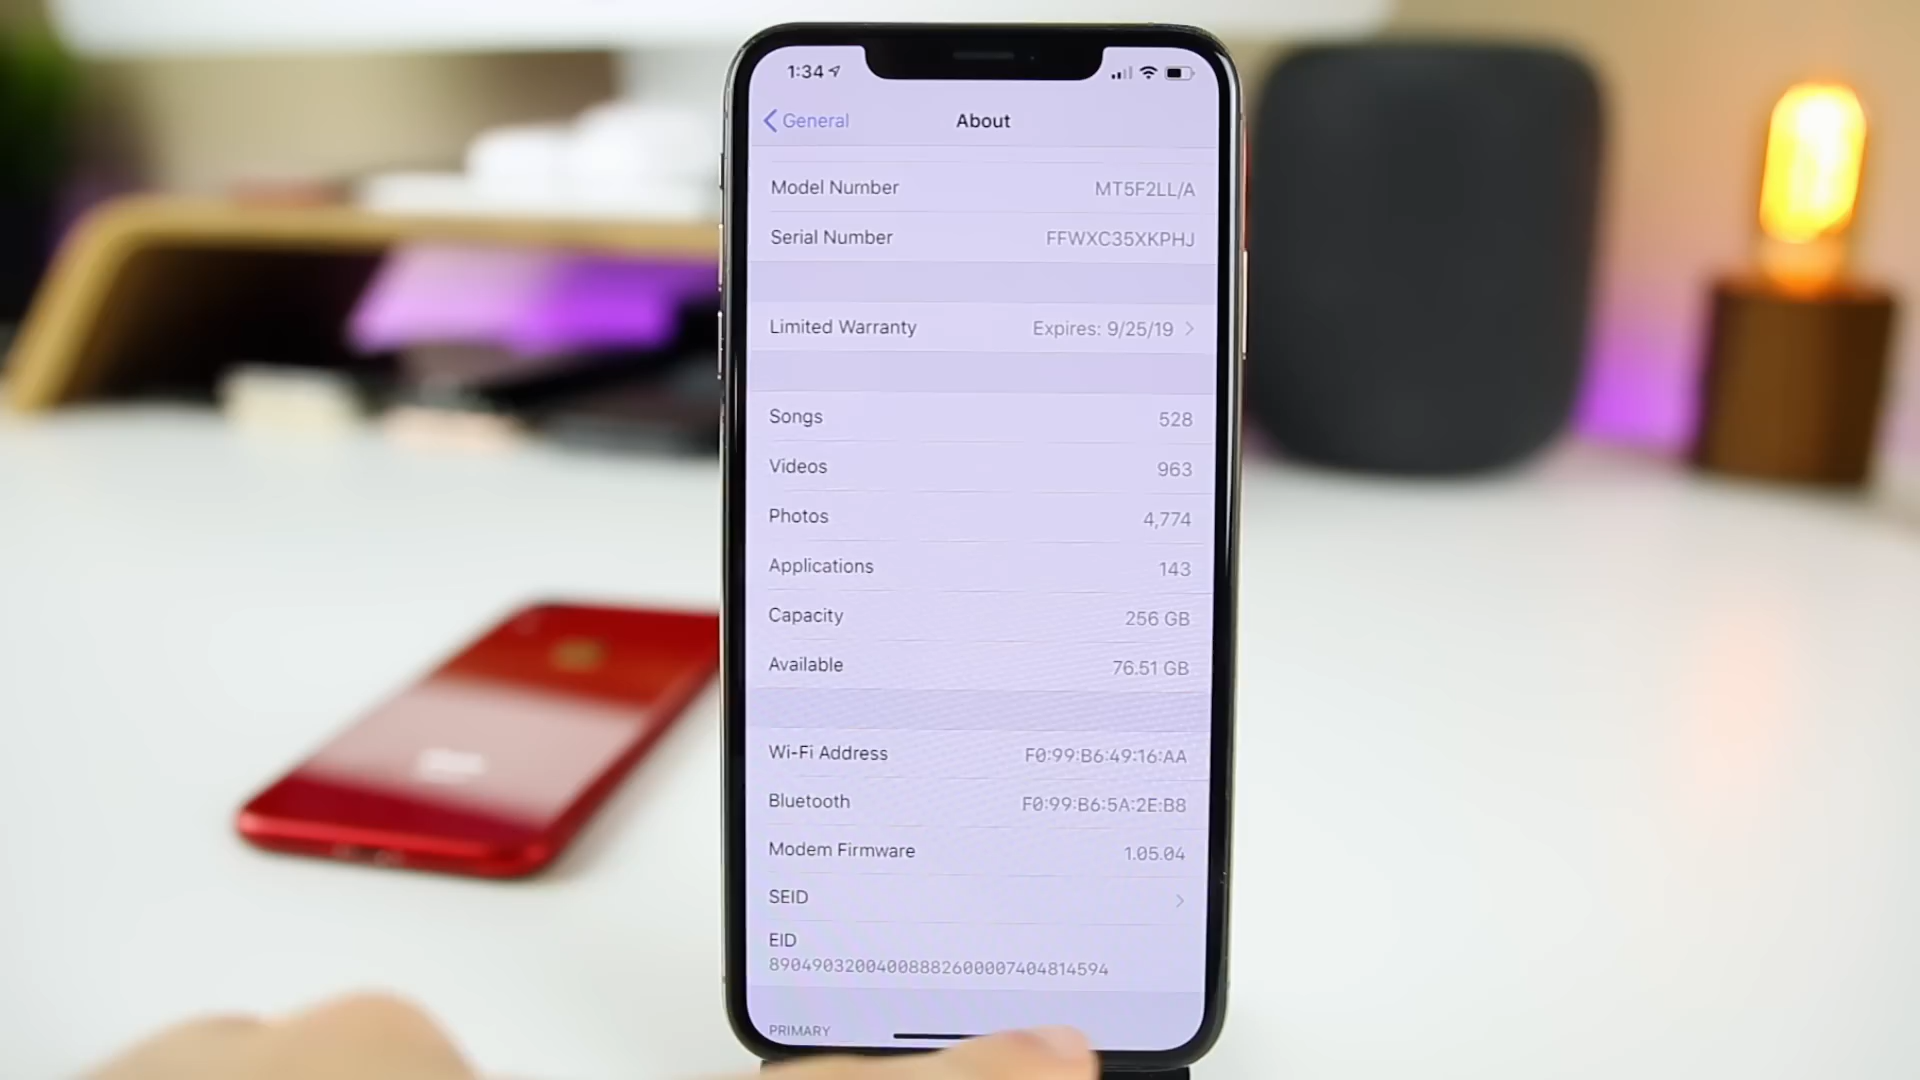 1:34
General
About
Model Number MT5F2LL/A
Serial Number FFWXC35XKPHJ
Limited Warranty Expires: 9/25/19
Songs 528
Videos 963
Photos 4,774
Applications 143
Capacity 256 GB
Available 76.51 GB
Wi-Fi Address F0:99:B6:49:16:AA
Bluetooth F0:99:B6:5A:2E:B8
Modem Firmware 1.05.04
SEID
EID
89049032004008882600007404814594
PRIMARY